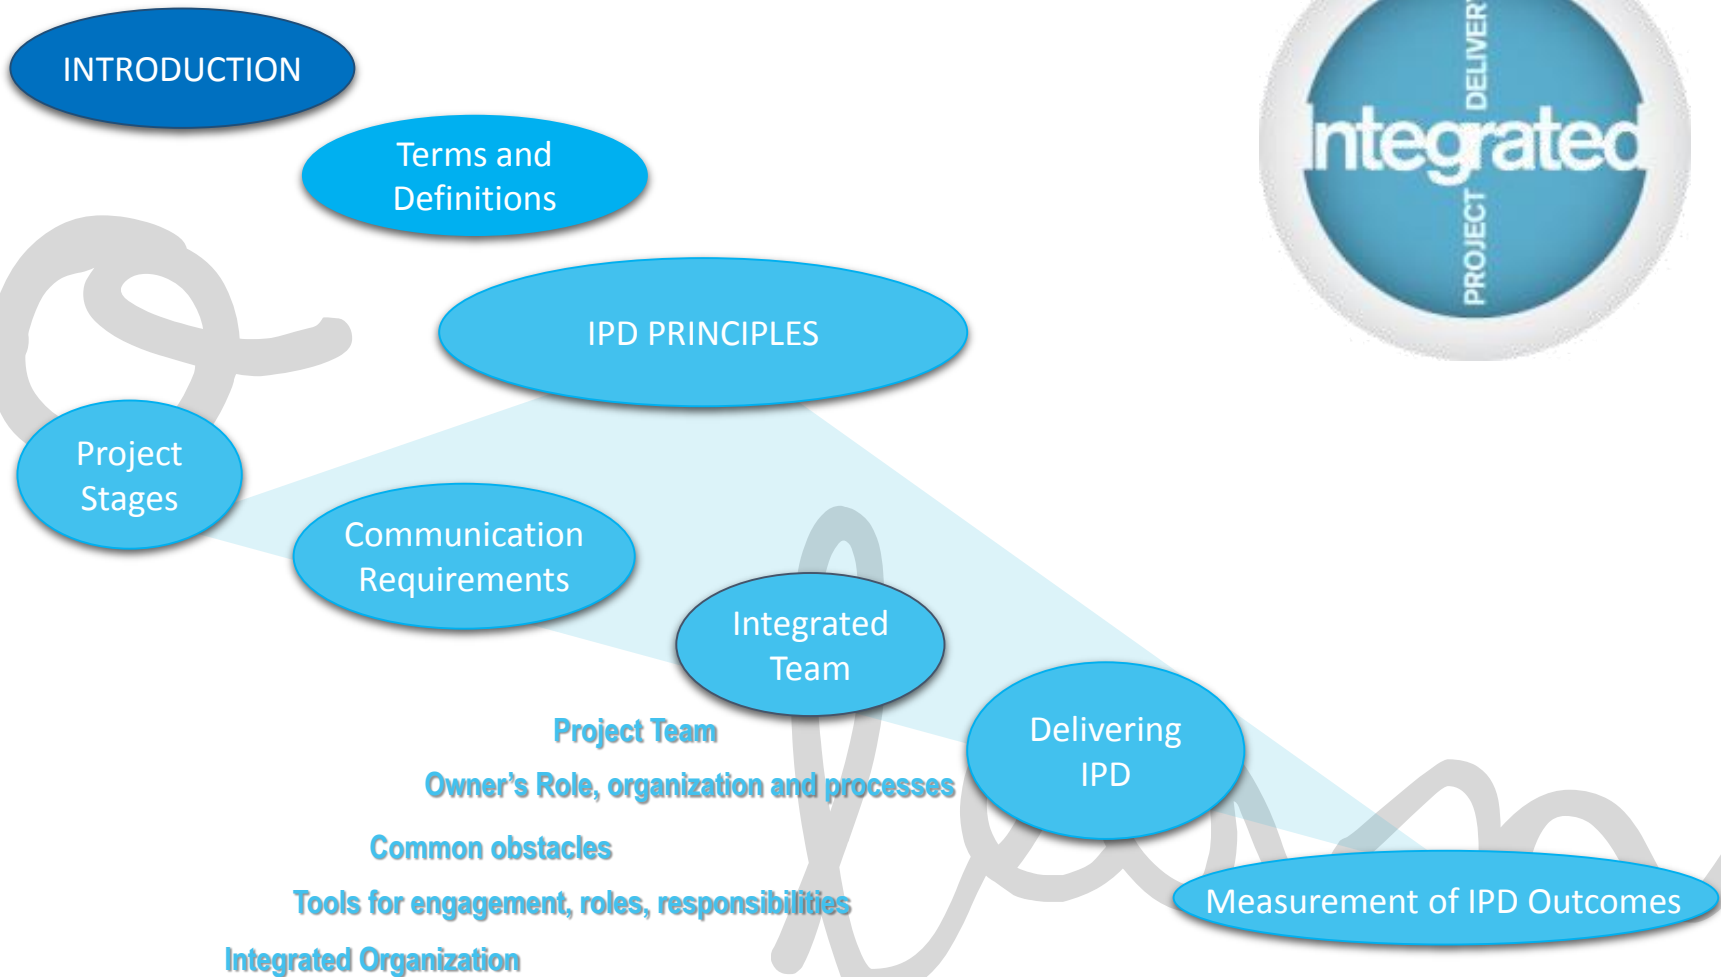 INTRODUCTION
Terms and
Definitions
IPD PRINCIPLES
Project
Stages
Communication
Requirements
Integrated
Team
Delivering
IPD
Measurement of IPD Outcomes
Project Team
Owner's Role, organization and processes
Common obstacles
Tools for engagement, roles, responsibilities
Integrated Organization
Integrated
PROJECT DELIVERY